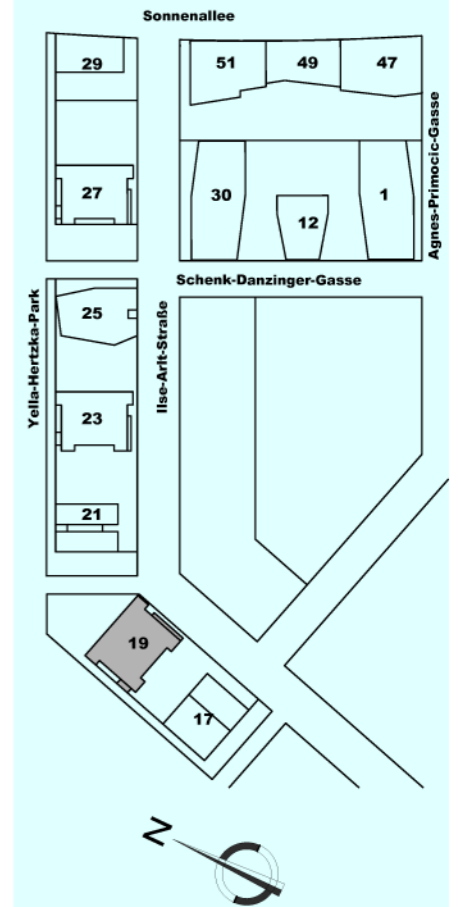 Sonnenallee
29
51
49
47
27
30
12
1
Agnes-Primocic-Gasse
Schenk-Danzinger-Gasse
Yella-Hertzka-Park
Ilse-Arlt-Straße
25
23
21
19
17
N